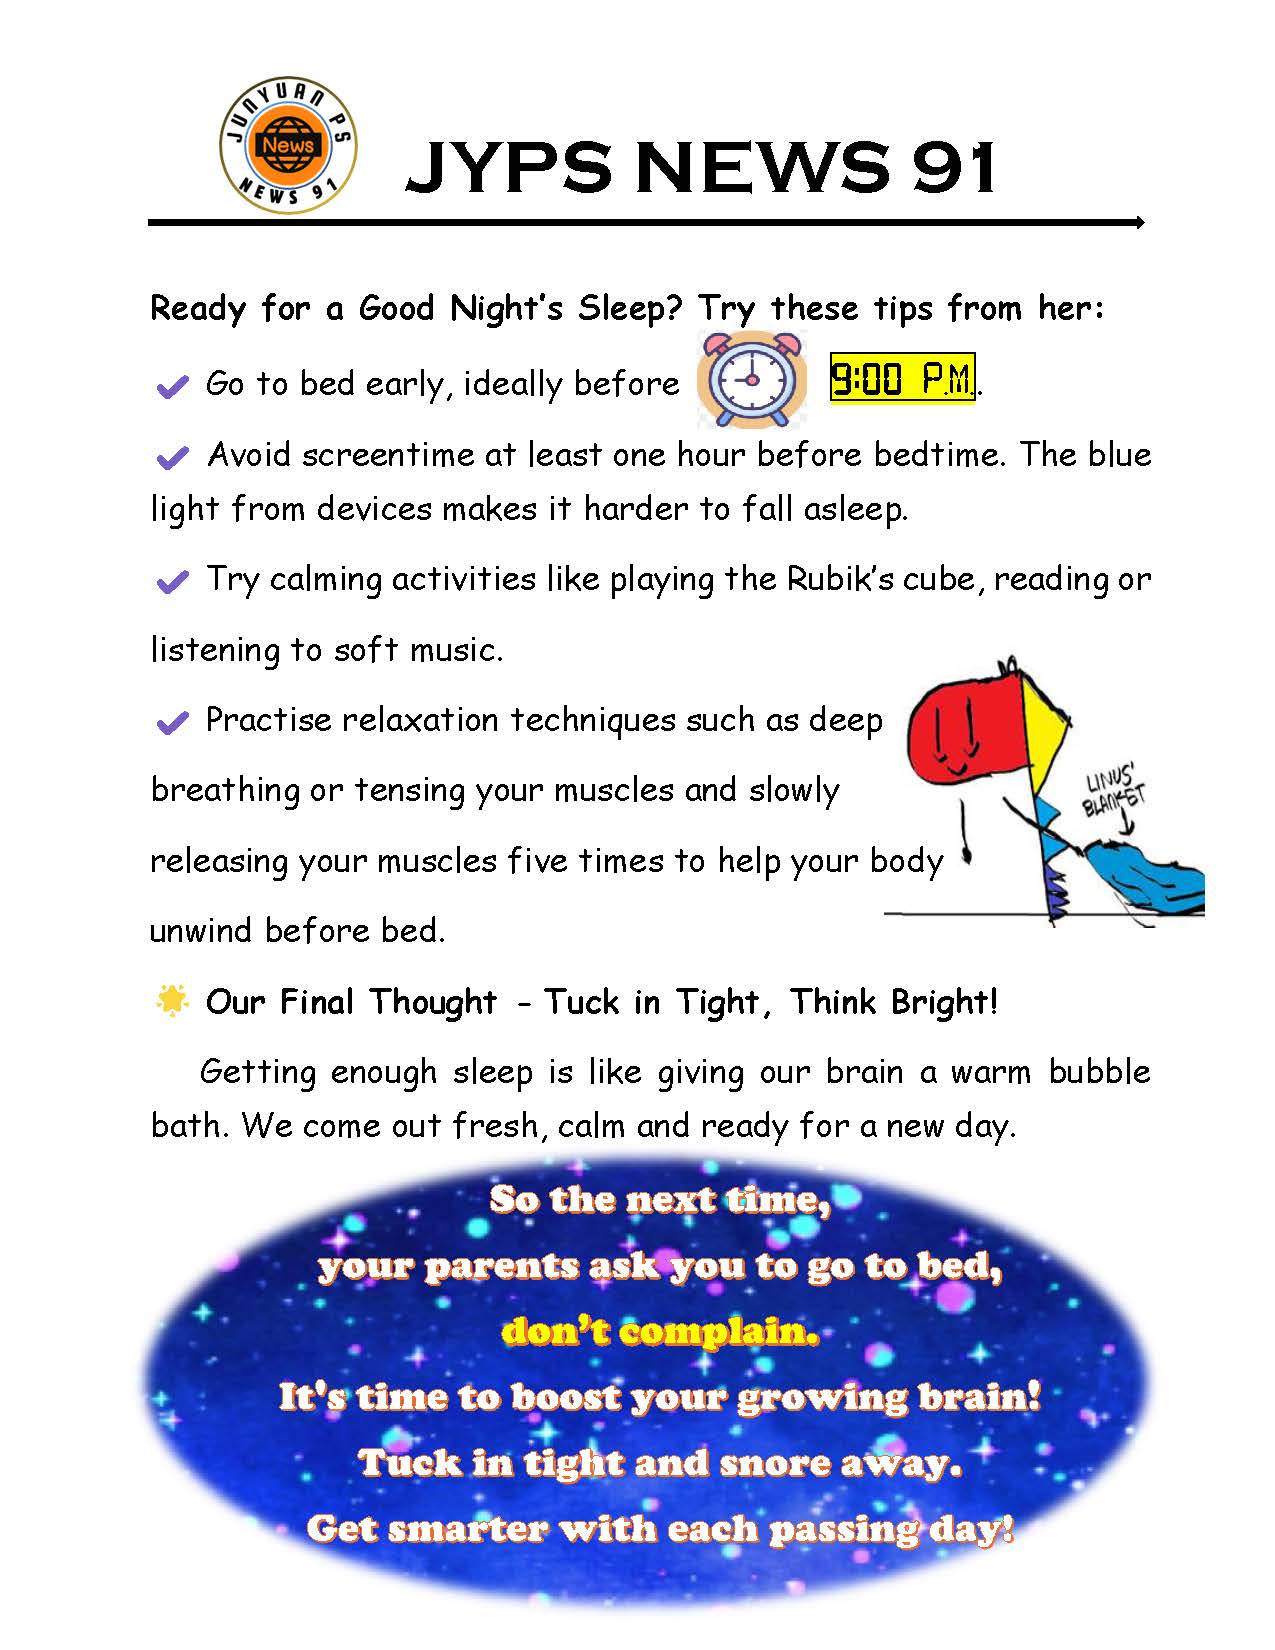 JUNYUAN PS
News
NEWS 91
JYPS NEWS 91
Ready for a Good Night's Sleep? Try these tips from her:
Go to bed early, ideally before 9:00 P.M..
Avoid screentime at least one hour before bedtime. The blue
light from devices makes it harder to fall asleep.
Try calming activities like playing the Rubik's cube, reading or
listening to soft music.
Practise relaxation techniques such as deep
breathing or tensing your muscles and slowly
releasing your muscles five times to help your body
unwind before bed.
LINUS'
BLANKET
Our Final Thought - Tuck in Tight, Think Bright!
Getting enough sleep is like giving our brain a warm bubble
bath. We come out fresh, calm and ready for a new day.
So the next time,
your parents ask you to go to bed,
don't complain.
It's time to boost your growing brain!
Tuck in tight and snore away.
Get smarter with each passing day!